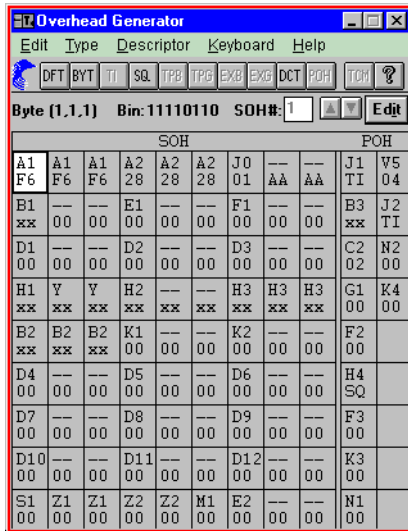 Overhead Generator
Edit Type Descriptor Keyboard Help
DFT BYT TI SQL TPB TPG EXB EXG DCT POH TCM ?
Byte (1,1,1) Bin:11110110 SOH#: 1 Edit
SOH POH
A1 A1 A1 A2 A2 A2 J0 -- -- J1 V5
F6 F6 F6 28 28 28 01 AA AA TI 04
B1 -- -- E1 -- -- F1 -- -- B3 J2
xx 00 00 00 00 00 00 00 00 xx TI
D1 -- -- D2 -- -- D3 -- -- C2 N2
00 00 00 00 00 00 00 00 00 02 00
H1 Y Y H2 -- -- H3 H3 H3 G1 K4
xx xx xx xx xx xx xx xx xx 00 00
B2 B2 B2 K1 -- -- K2 -- -- F2
xx xx xx 00 00 00 00 00 00 00
D4 -- -- D5 -- -- D6 -- -- H4
00 00 00 00 00 00 00 00 00 SQ
D7 -- -- D8 -- -- D9 -- -- F3
00 00 00 00 00 00 00 00 00 00
D10 -- -- D11 -- -- D12 -- -- K3
00 00 00 00 00 00 00 00 00 00
S1 Z1 Z1 Z2 Z2 M1 E2 -- -- N1
00 00 00 00 00 00 00 00 00 00